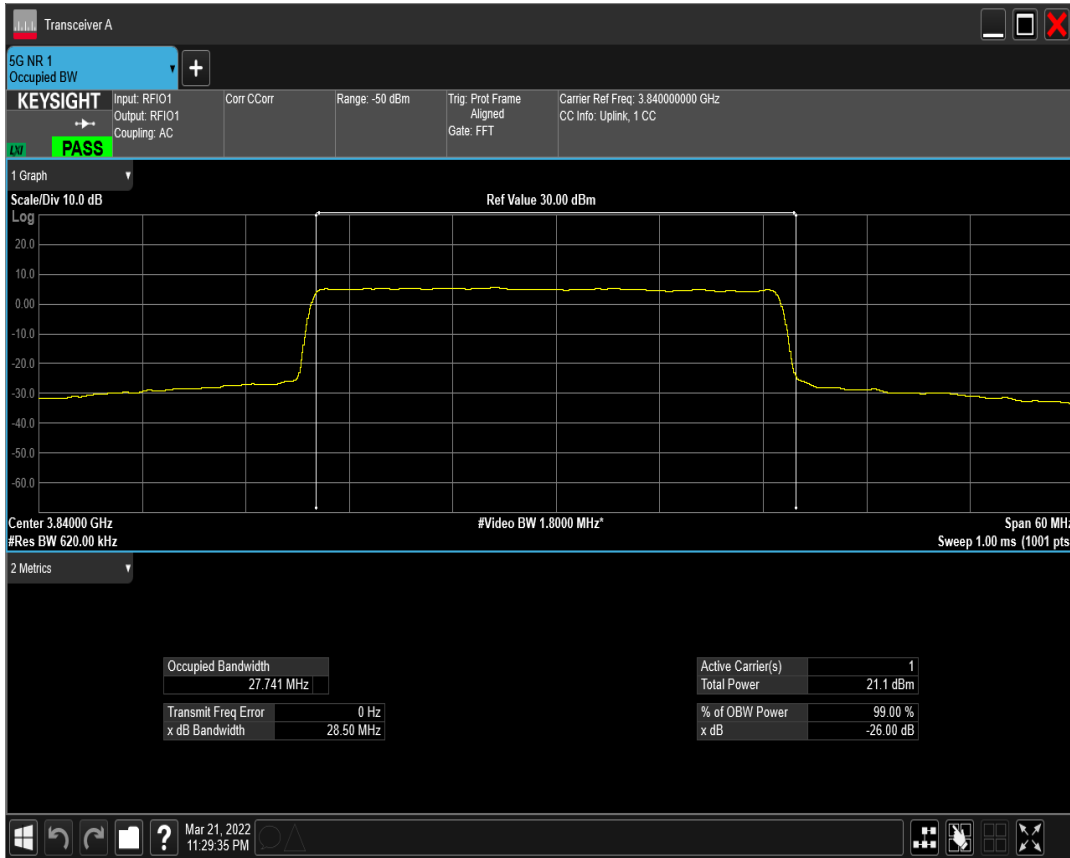 Transceiver A
5G NR 1
Occupied BW
KEYSIGHT
LXI
PASS
Input: RFIO1
Output: RFIO1
Coupling: AC
Corr CCorr
Range: -50 dBm
Trig: Prot Frame
Aligned
Gate: FFT
Carrier Ref Freq: 3.840000000 GHz
CC Info: Uplink, 1 CC
1 Graph
Scale/Div 10.0 dB
Ref Value 30.00 dBm
Log
20.0
10.0
0.00
-10.0
-20.0
-30.0
-40.0
-50.0
-60.0
Center 3.84000 GHz
#Video BW 1.8000 MHz*
Span 60 MHz
#Res BW 620.00 kHz
Sweep 1.00 ms (1001 pts
2 Metrics
Occupied Bandwidth
27.741 MHz
Transmit Freq Error 0 Hz
x dB Bandwidth 28.50 MHz
Active Carrier(s) 1
Total Power 21.1 dBm
% of OBW Power 99.00 %
x dB -26.00 dB
Mar 21, 2022
11:29:35 PM